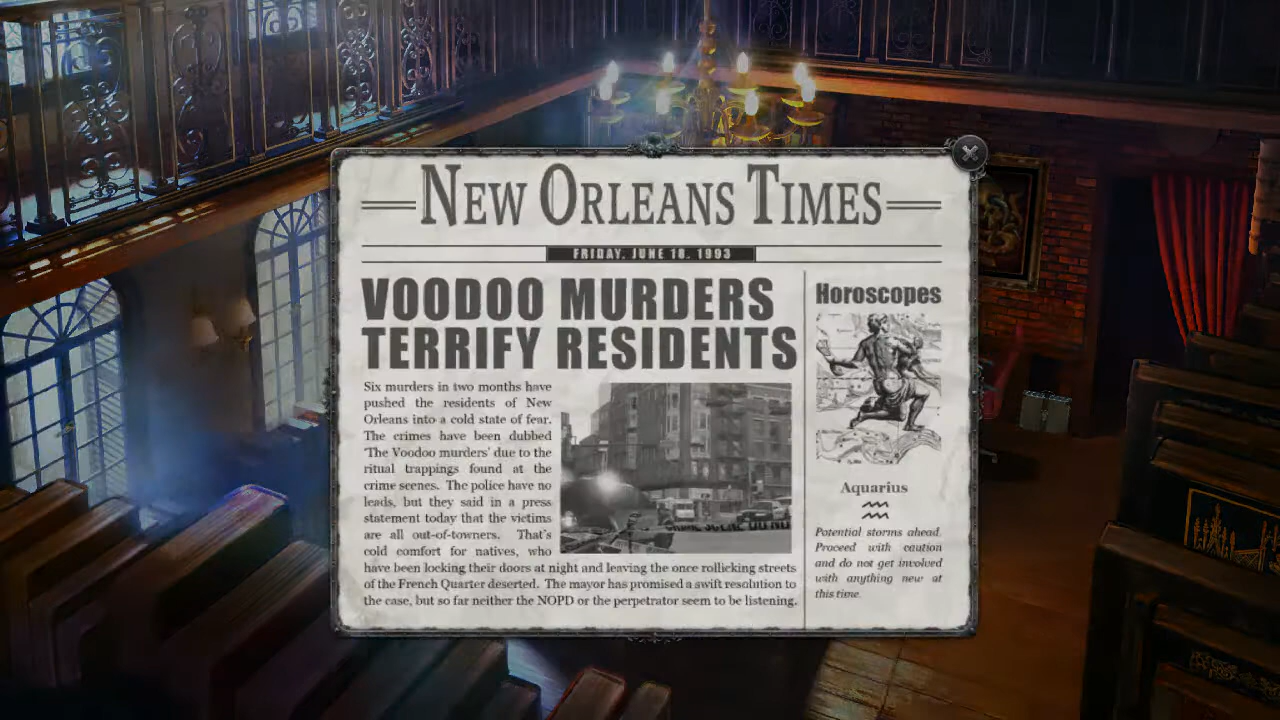 NEW ORLEANS TIMES
FRIDAY, JUNE 18, 1993
VOODOO MURDERS
TERRIFY RESIDENTS
Six murders in two months have
pushed the residents of New
Orleans into a cold state of fear.
The crimes have been dubbed
'The Voodoo murders' due to the
ritual trappings found at the
crime scenes. The police have no
leads, but they said in a press
statement today that the victims
are all out-of-towners. That's
cold comfort for natives, who
have been locking their doors at night and leaving the once rollicking streets
of the French Quarter deserted. The mayor has promised a swift resolution to
the case, but so far neither the NOPD or the perpetrator seem to be listening.
Horoscopes
Aquarius
Potential storms ahead.
Proceed with caution
and do not get involved
with anything new at
this time.